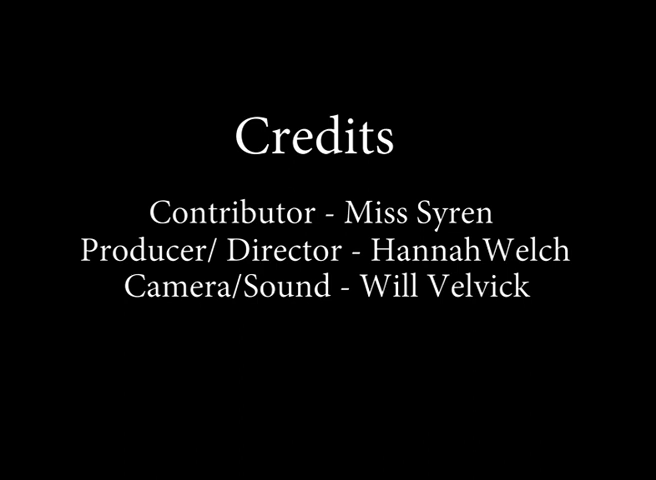 Credits
Contributor - Miss Syren
Producer/ Director - HannahWelch
Camera/Sound - Will Velvick